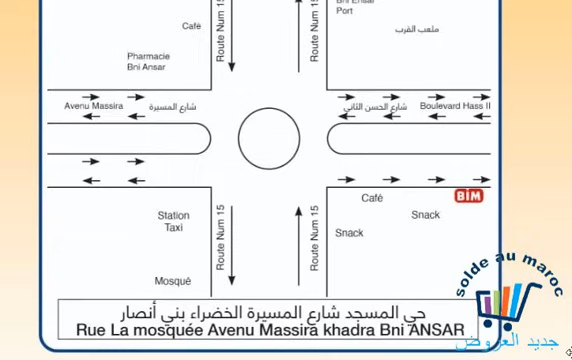 Café
Route Num 15
Route Num 15
Bni Ensar
Port
ملعب القرب
Pharmacie
Bni Ansar
Avenu Massira
شارع المسيرة
شارع الحسن الثاني
Boulevard Hass II
BIM
Café
Snack
Snack
Station
Taxi
Mosqué
Route Num 15
Route Num 15
solde au maroc
جديد العروض
حي المسجد شارع المسيرة الخضراء بني أنصار
Rue La mosquée Avenu Massira khadra Bni ANSAR